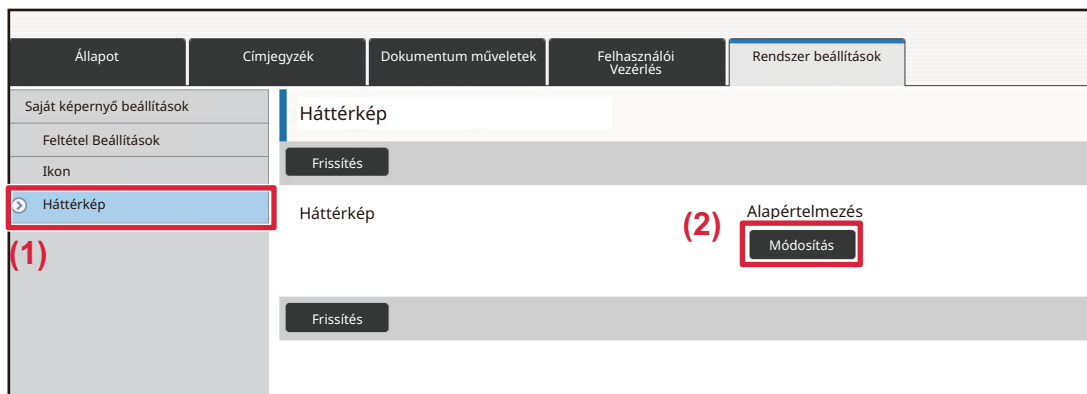 Állapot
Címjegyzék
Dokumentum műveletek
Felhasználói
Vezérlés
Rendszer beállítások
Saját képernyő beállítások
Feltétel Beállítások
Ikon
Háttérkép
(1)
Háttérkép
Frissítés
Háttérkép
Alapértelmezés
(2)
Módosítás
Frissítés